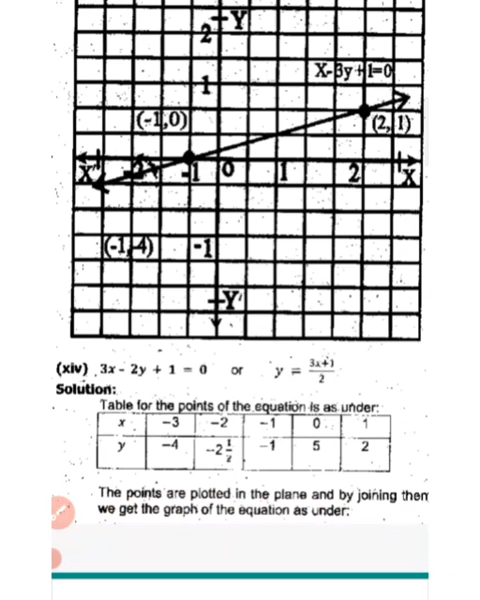 Y
2
X-3y+1=0
1
(-1,0)
(2, 1)
X' -2 -1 0 1 2 X
(-1,-4) -1
Y'
(xiv) 3x - 2y + 1 = 0 or y = 3x+1/2
Solution:
Table for the points of the equation is as under:
x -3 -2 -1 0 1
y -4 -2 1/2 -1 5 2
The points are plotted in the plane and by joining them
we get the graph of the equation as under: